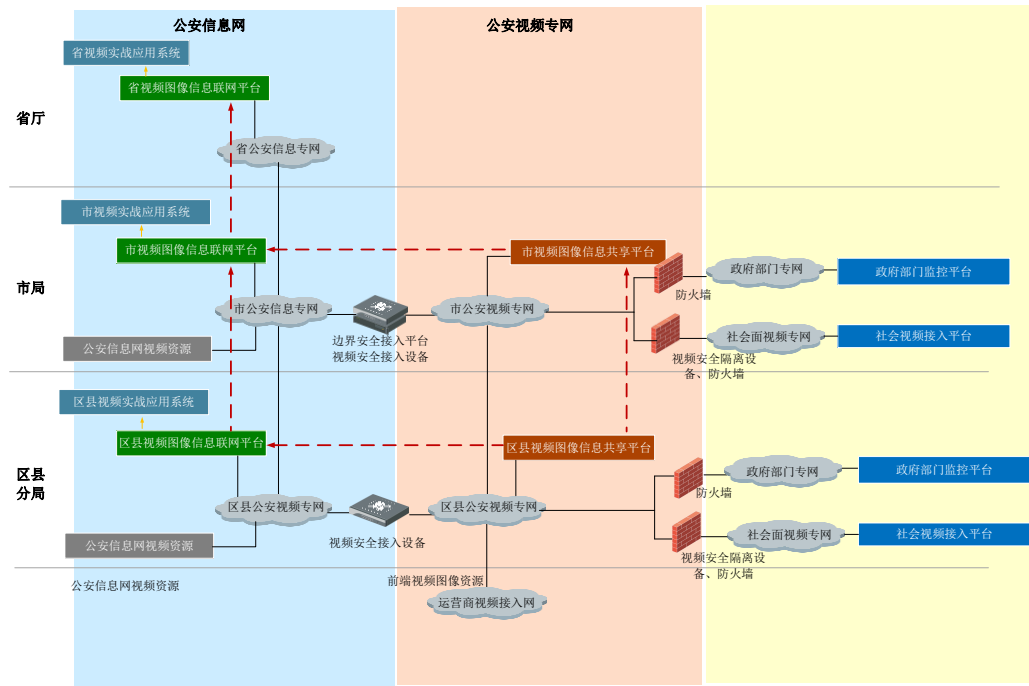 公安信息网
公安视频专网
省视频实战应用系统
省视频图像信息联网平台
省厅
省公安信息专网
市视频实战应用系统
市视频图像信息联网平台
市视频图像信息共享平台
政府部门专网
政府部门监控平台
市局
防火墙
市公安信息专网
市公安视频专网
社会面视频专网
社会视频接入平台
边界安全接入平台
视频安全接入设备
公安信息网视频资源
视频安全隔离设
备、防火墙
区县视频实战应用系统
区县视频图像信息联网平台
区县视频图像信息共享平台
政府部门专网
政府部门监控平台
区县
分局
防火墙
区县公安视频专网
区县公安视频专网
社会面视频专网
社会视频接入平台
视频安全接入设备
公安信息网视频资源
视频安全隔离设
备、防火墙
公安信息网视频资源
前端视频图像资源
运营商视频接入网